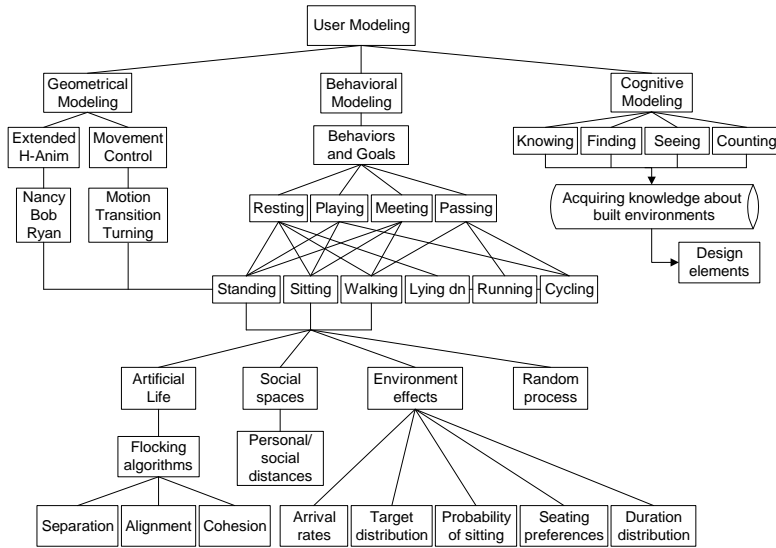 User Modeling
Geometrical
Modeling
Behavioral
Modeling
Cognitive
Modeling
Extended
H-Anim
Movement
Control
Behaviors
and Goals
Knowing
Finding
Seeing
Counting
Nancy
Bob
Ryan
Motion
Transition
Turning
Resting
Playing
Meeting
Passing
Acquiring knowledge about
built environments
Design
elements
Standing
Sitting
Walking
Lying dn
Running
Cycling
Artificial
Life
Social
spaces
Environment
effects
Random
process
Flocking
algorithms
Personal/
social
distances
Separation
Alignment
Cohesion
Arrival
rates
Target
distribution
Probability
of sitting
Seating
preferences
Duration
distribution